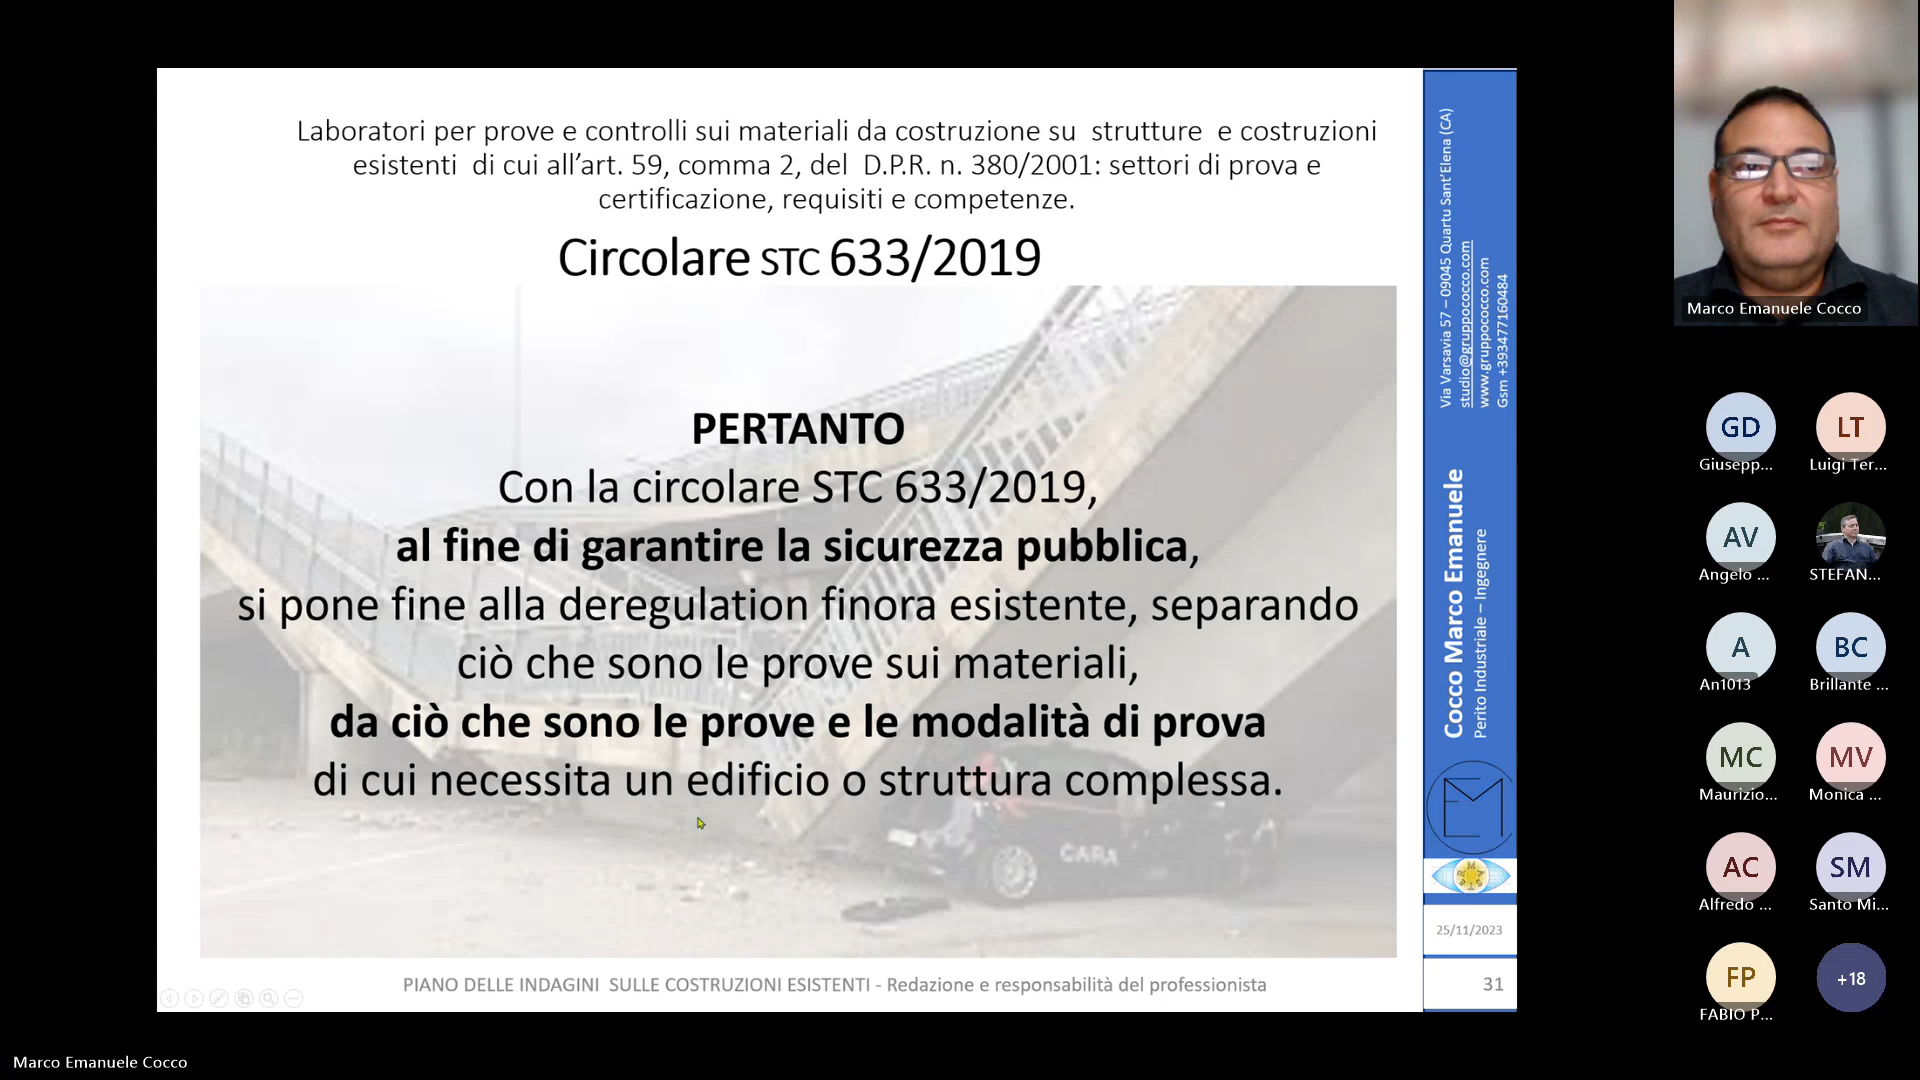 Laboratori per prove e controlli sui materiali da costruzione su strutture e costruzioni
esistenti di cui all’art. 59, comma 2, del D.P.R. n. 380/2001: settori di prova e
certificazione, requisiti e competenze.
Circolare STC 633/2019
PERTANTO
Con la circolare STC 633/2019,
al fine di garantire la sicurezza pubblica,
si pone fine alla deregulation finora esistente, separando
ciò che sono le prove sui materiali,
da ciò che sono le prove e le modalità di prova
di cui necessita un edificio o struttura complessa.
CARA
PIANO DELLE INDAGINI SULLE COSTRUZIONI ESISTENTI - Redazione e responsabilità del professionista
Via Varsavia 57 – 09045 Quartu Sant’Elena (CA)
studio@gruppococco.com
www.gruppococco.com
Gsm +393477160484
Cocco Marco Emanuele
Perito Industriale – Ingegnere
25/11/2023
31
Marco Emanuele Cocco
GD
Giusepp...
LT
Luigi Ter...
AV
Angelo ...
STEFAN...
A
An1013
BC
Brillante ...
MC
Maurizio...
MV
Monica ...
AC
Alfredo ...
SM
Santo Mi...
FP
FABIO P...
+18
Marco Emanuele Cocco